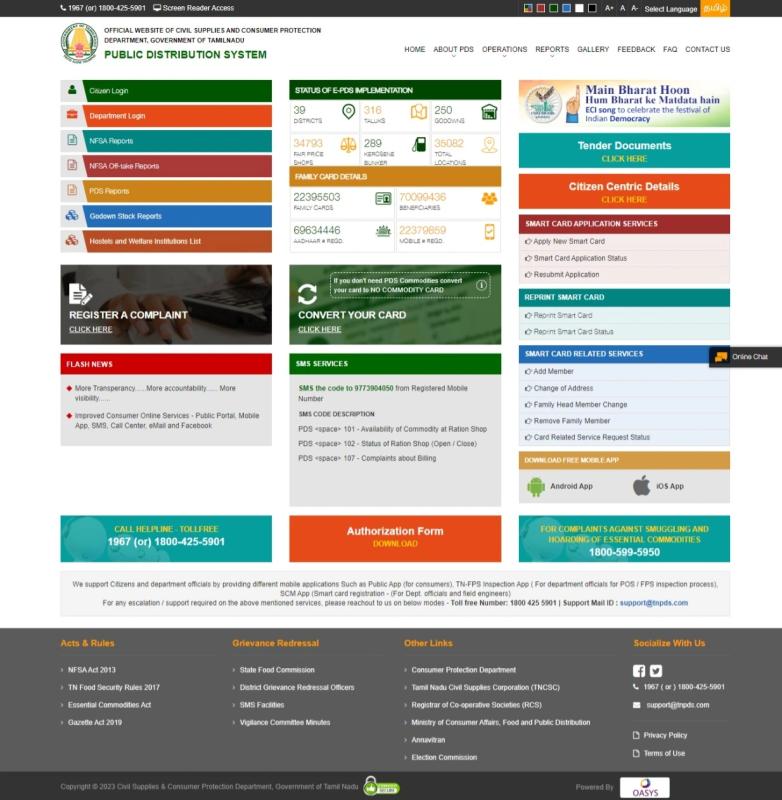 1967 (or) 1800-425-5901 Screen Reader Access
A+ A A- Select Language தமிழ்
OFFICIAL WEBSITE OF CIVIL SUPPLIES AND CONSUMER PROTECTION
DEPARTMENT, GOVERNMENT OF TAMILNADU
PUBLIC DISTRIBUTION SYSTEM
HOME ABOUT PDS OPERATIONS REPORTS GALLERY FEEDBACK FAQ CONTACT US
Citizen Login
Department Login
NFSA Reports
NFSA Off-take Reports
PDS Reports
Godown Stock Reports
Hostels and Welfare Institutions List
STATUS OF E-PDS IMPLEMENTATION
39 316 250
DISTRICTS TALUKS GODOWNS
34793 289 35082
FAIR PRICE KEROSENE TOTAL
SHOPS BUNKER LOCATIONS
FAMILY CARD DETAILS
22395503 70099436
FAMILY CARDS BENEFICIARIES
69634446 22379859
AADHAAR # REGD. MOBILE # REGD.
Main Bharat Hoon
Hum Bharat ke Matdata hain
ECI song to celebrate the festival of
Indian Democracy
Tender Documents
CLICK HERE
Citizen Centric Details
CLICK HERE
SMART CARD APPLICATION SERVICES
Apply New Smart Card
Smart Card Application Status
Resubmit Application
REPRINT SMART CARD
Reprint Smart Card
Reprint Smart Card Status
SMART CARD RELATED SERVICES
Add Member
Change of Address
Family Head Member Change
Remove Family Member
Card Related Service Request Status
Online Chat
DOWNLOAD FREE MOBILE APP
Android App iOS App
REGISTER A COMPLAINT
CLICK HERE
If you don't need PDS Commodities convert
your card to NO COMMODITY CARD
CONVERT YOUR CARD
CLICK HERE
FLASH NEWS
More Transperancy......More accountability...... More
visibility......
Improved Consumer Online Services - Public Portal, Mobile
App, SMS, Call Center, eMail and Facebook
SMS SERVICES
SMS the code to 9773904050 from Registered Mobile
Number
SMS CODE DESCRIPTION
PDS <space> 101 - Availability of Commodity at Ration Shop
PDS <space> 102 - Status of Ration Shop (Open / Close)
PDS <space> 107 - Complaints about Billing
CALL HELPLINE - TOLLFREE
1967 (or) 1800-425-5901
Authorization Form
DOWNLOAD
FOR COMPLAINTS AGAINST SMUGGLING AND
HOARDING OF ESSENTIAL COMMODITIES
1800-599-5950
We support Citizens and department officials by providing different mobile applications Such as Public App (for consumers), TN-FPS Inspection App ( For department officials for POS / FPS inspection process),
SCM App (Smart card registration - (For Dept. officials and field engineers)
For any escalation / support required on the above mentioned services, please reachout to us on below modes - Toll free Number: 1800 425 5901 | Support Mail ID : support@tnpds.com
Acts & Rules
NFSA Act 2013
TN Food Security Rules 2017
Essential Commodities Act
Gazette Act 2019
Grievance Redressal
State Food Commission
District Grievance Redressal Officers
SMS Facilities
Vigilance Committee Minutes
Other Links
Consumer Protection Department
Tamil Nadu Civil Supplies Corporation (TNCSC)
Registrar of Co-operative Societies (RCS)
Ministry of Consumer Affairs, Food and Public Distribution
Annavitran
Election Commission
Socialize With Us
1967 ( or ) 1800-425-5901
support@tnpds.com
Privacy Policy
Terms of Use
Copyright © 2023 Civil Supplies & Consumer Protection Department, Government of Tamil Nadu
Powered By OASYS